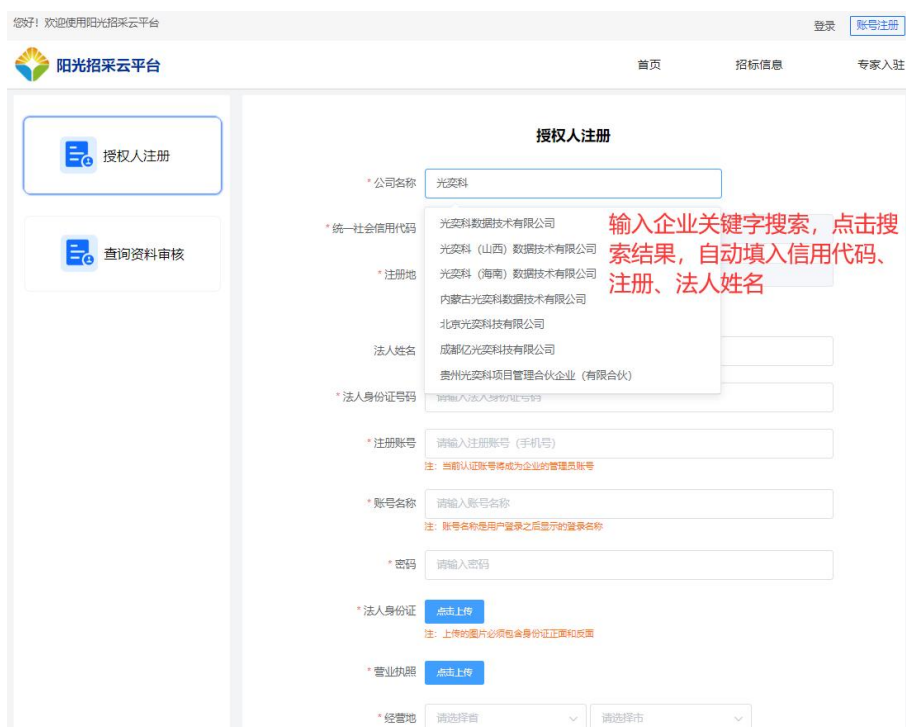 您好！欢迎使用阳光招采云平台
登录 账号注册
阳光招采云平台 首页 招标信息 专家入驻
授权人注册
查询资料审核
授权人注册
* 公司名称 光奕科
* 统一社会信用代码
* 注册地
光奕科数据技术有限公司
光奕科（山西）数据技术有限公司
光奕科（海南）数据技术有限公司
内蒙古光奕科数据技术有限公司
北京光奕科技有限公司
成都亿光奕科技有限公司
贵州光奕科项目管理合伙企业（有限合伙）
输入企业关键字搜索，点击搜
索结果，自动填入信用代码、
注册、法人姓名
法人姓名
* 法人身份证号码 请输入法人身份证号码
* 注册账号 请输入注册账号（手机号）
注：当前认证账号将成为企业的管理员账号
* 账号名称 请输入账号名称
注：账号名称是用户登录之后显示的登录名称
* 密码 请输入密码
* 法人身份证 点击上传
注：上传的图片必须包含身份证正面和反面
* 营业执照 点击上传
* 经营地 请选择省 请选择市